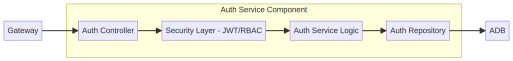 Auth Service Component
Gateway
Auth Controller
Security Layer - JWT/RBAC
Auth Service Logic
Auth Repository
ADB